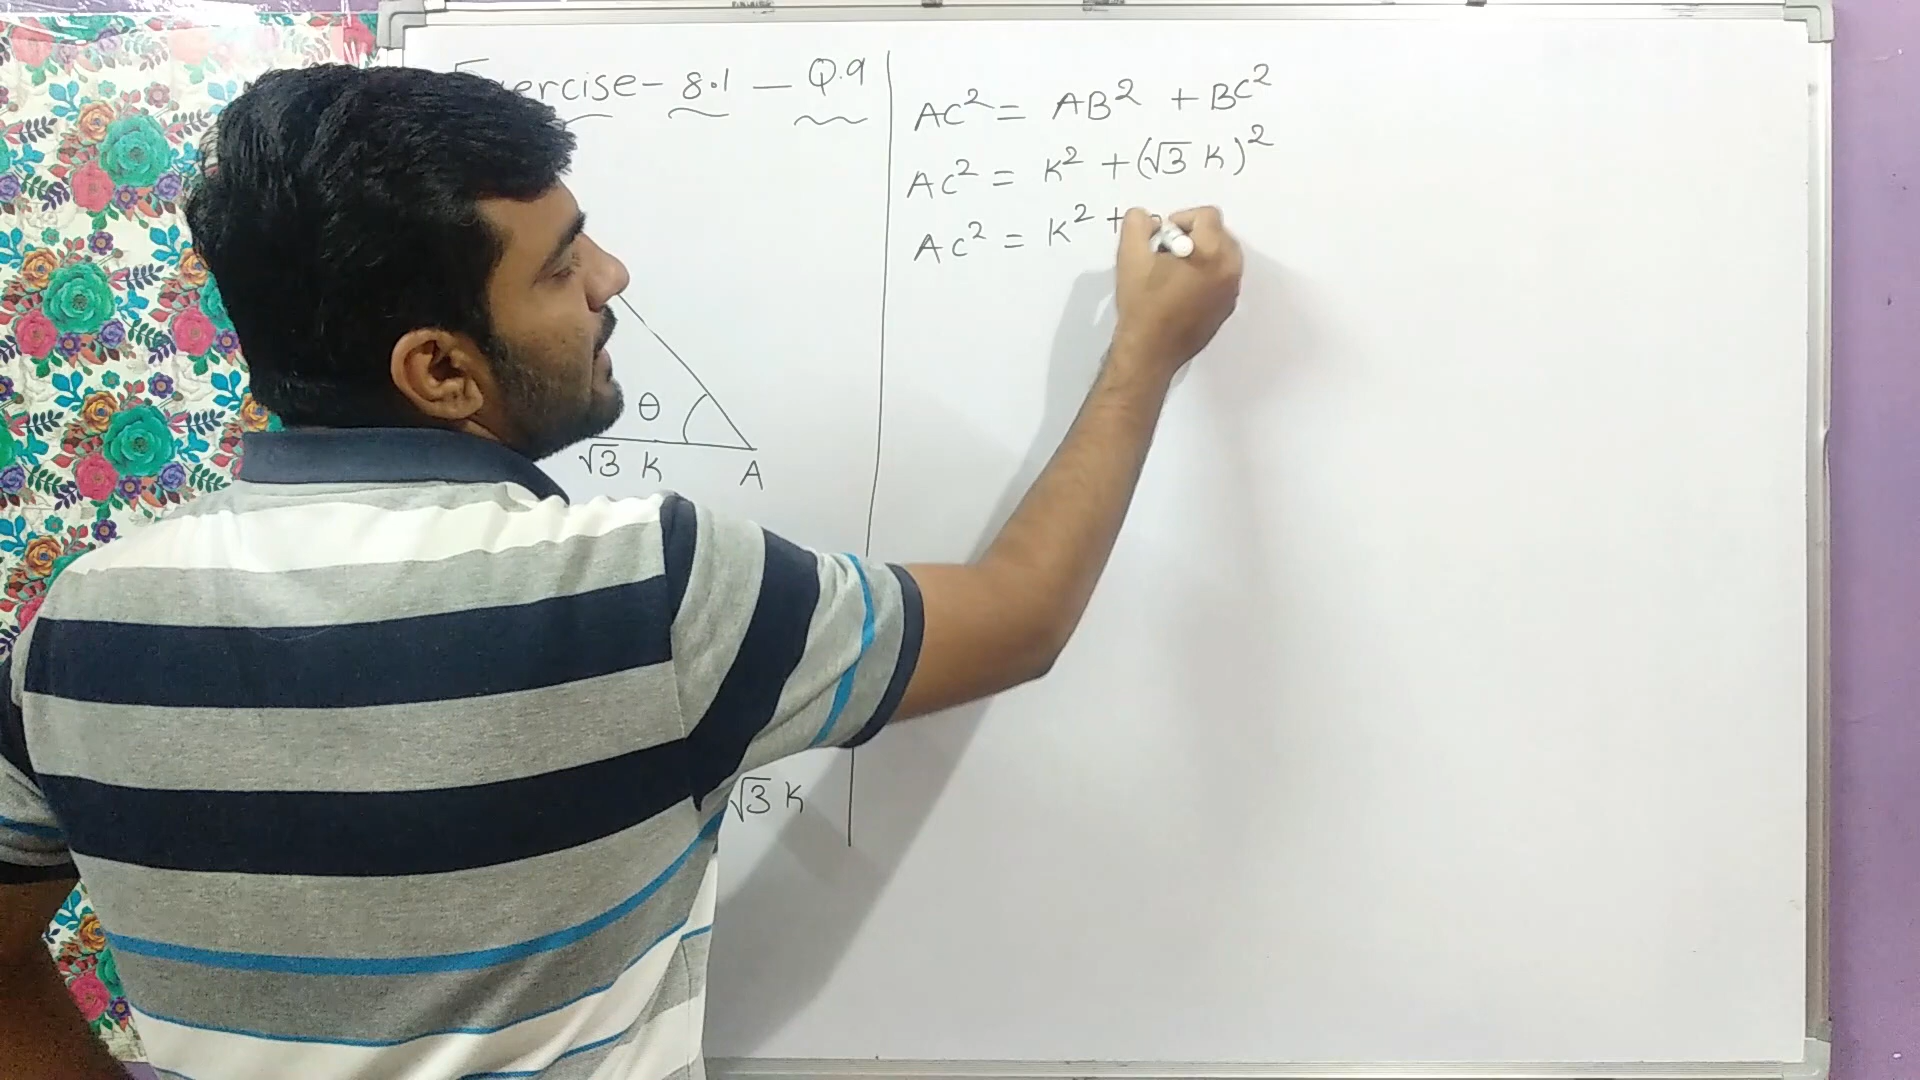 ercise- 8.1 — Q.9
θ
√3 K A
√3 K
AC² = AB² + BC²
AC² = K² + (√3 K)²
AC² = K² +